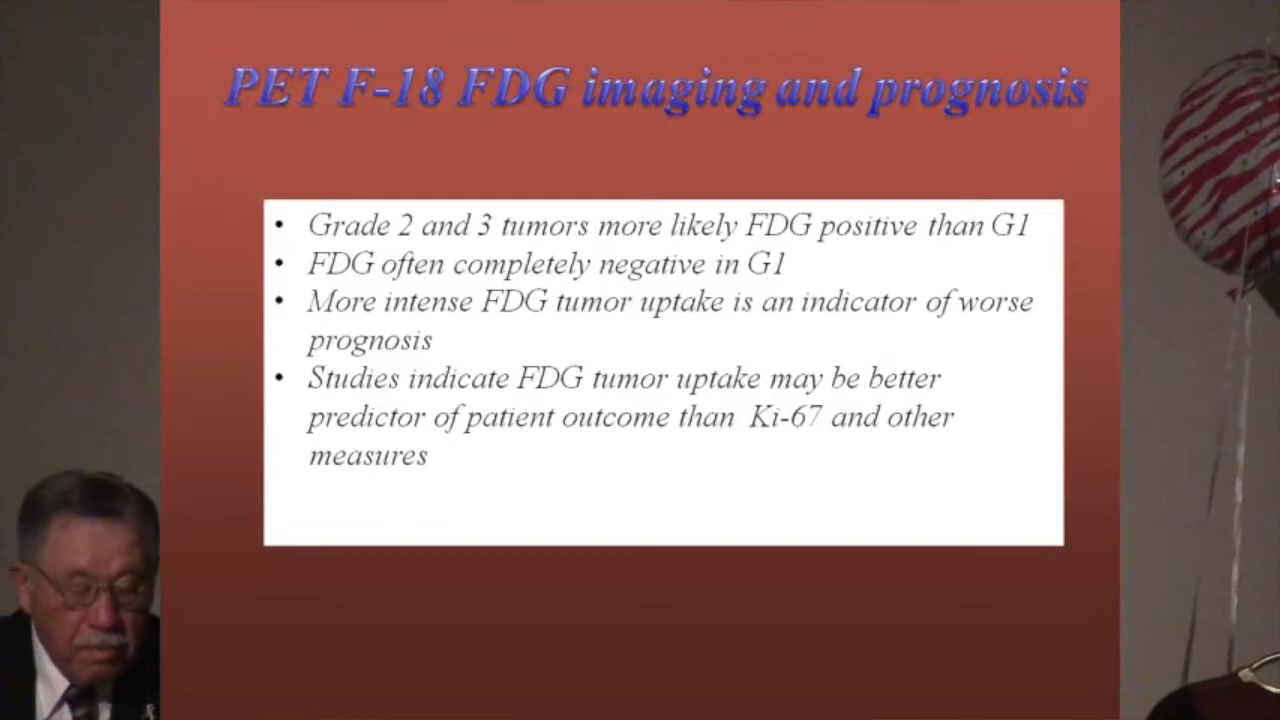 PET F-18 FDG imaging and prognosis
• Grade 2 and 3 tumors more likely FDG positive than G1
• FDG often completely negative in G1
• More intense FDG tumor uptake is an indicator of worse
prognosis
• Studies indicate FDG tumor uptake may be better
predictor of patient outcome than Ki-67 and other
measures